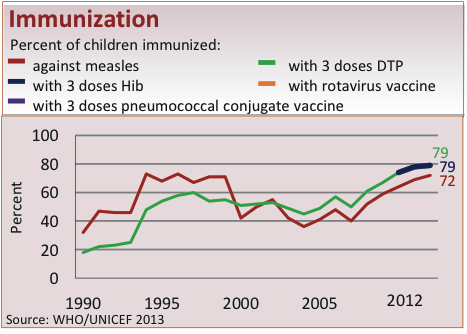 Immunization
Percent of children immunized:
against measles
with 3 doses DTP
with 3 doses Hib
with rotavirus vaccine
with 3 doses pneumococcal conjugate vaccine
100
80
60
40
20
0
Percent
79
79
72
1990
1995
2000
2005
2012
Source: WHO/UNICEF 2013